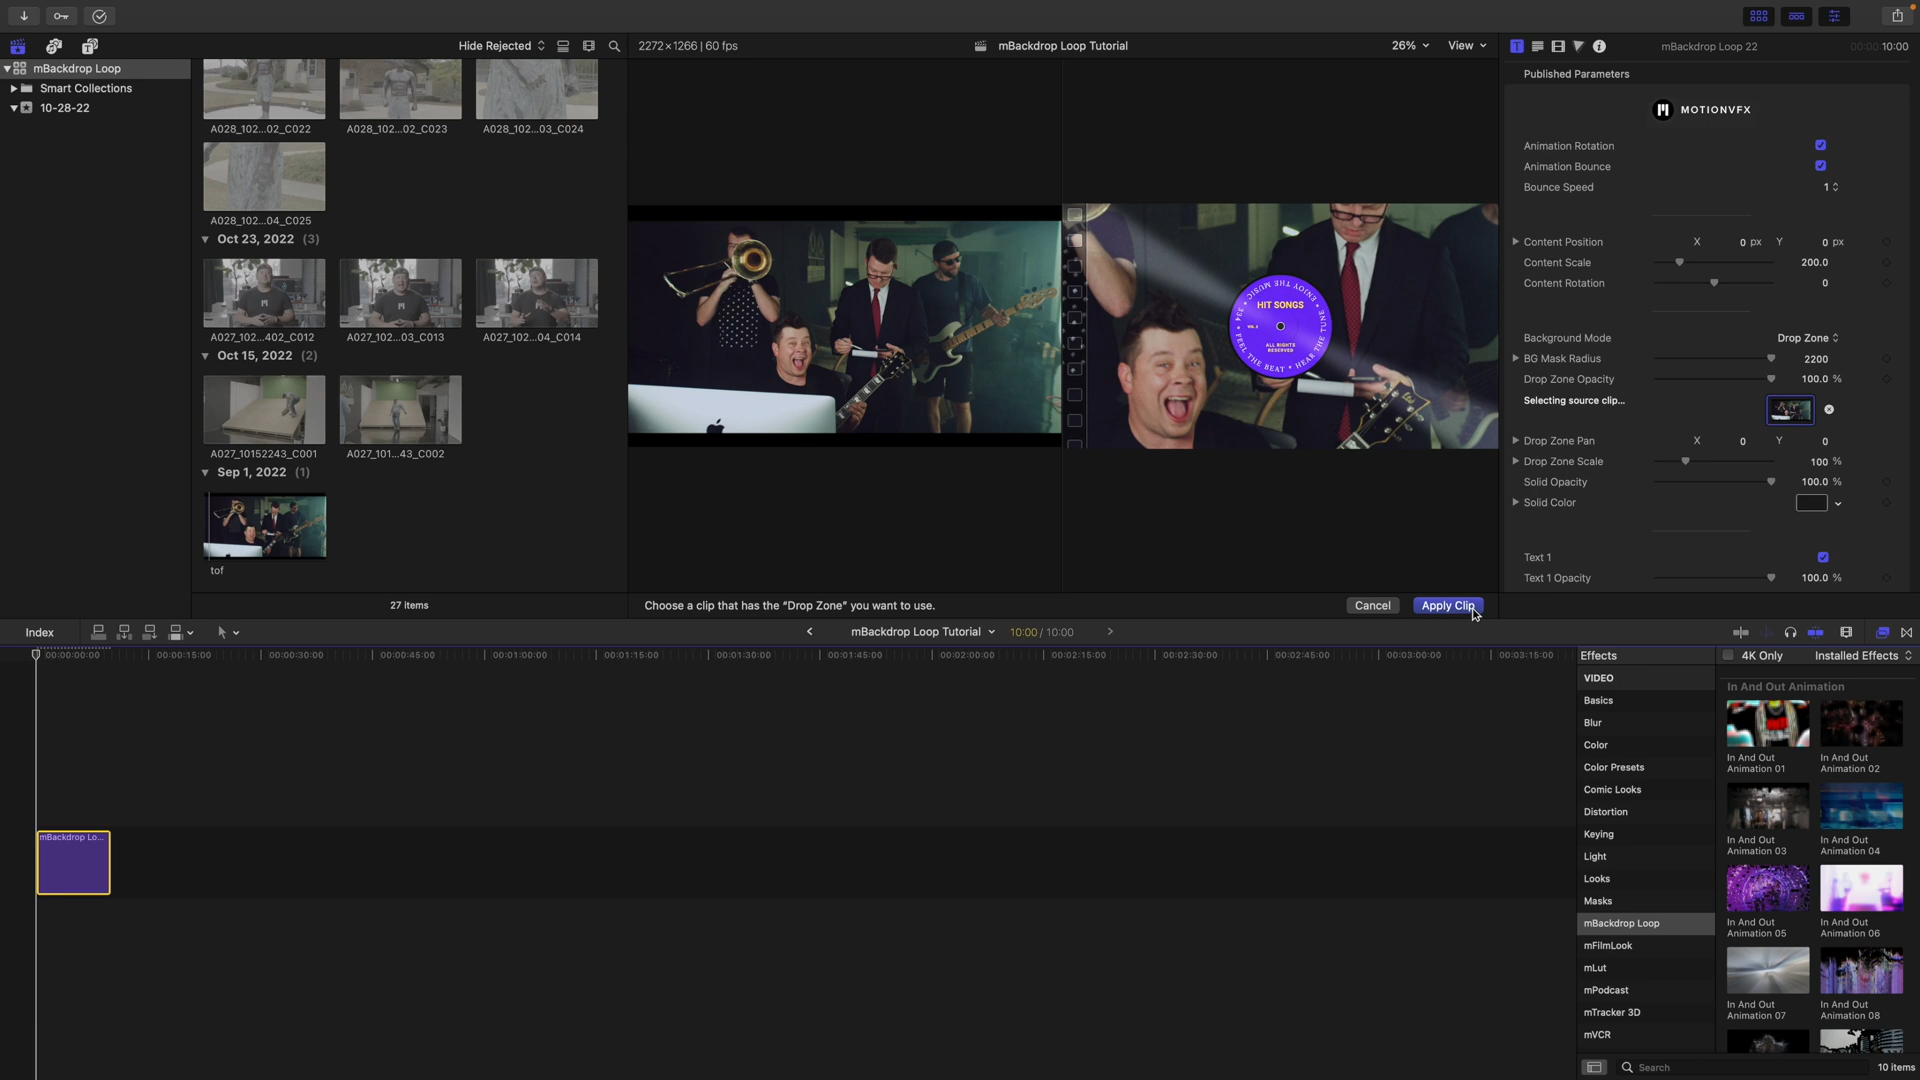 Hide Rejected
2272×1266 | 60 fps
mBackdrop Loop Tutorial
26%
View
mBackdrop Loop 22
00:00:10:00
mBackdrop Loop
Smart Collections
10-28-22
A028_102...02_C022
A028_102...02_C023
A028_102...03_C024
A028_102...04_C025
Oct 23, 2022 (3)
A027_102...402_C012
A027_102...03_C013
A027_102...04_C014
Oct 15, 2022 (2)
A027_10152243_C001
A027_101...43_C002
Sep 1, 2022 (1)
tof
27 items
ENJOY THE MUSIC • HEAR THE TUNE • FEEL THE BEAT • 334 •
HIT SONGS
VOL. 2
ALL RIGHTS
RESERVED
Choose a clip that has the “Drop Zone” you want to use.
Cancel
Apply Clip
Published Parameters
MOTIONVFX
Animation Rotation
Animation Bounce
Bounce Speed
1
Content Position
X 0 px Y 0 px
Content Scale
200.0
Content Rotation
0
Background Mode
Drop Zone
BG Mask Radius
2200
Drop Zone Opacity
100.0 %
Selecting source clip...
Drop Zone Pan
X 0 Y 0
Drop Zone Scale
100 %
Solid Opacity
100.0 %
Solid Color
Text 1
Text 1 Opacity
100.0 %
Index
mBackdrop Loop Tutorial
10:00 / 10:00
00:00:00:00
00:00:15:00
00:00:30:00
00:00:45:00
00:01:00:00
00:01:15:00
00:01:30:00
00:01:45:00
00:02:00:00
00:02:15:00
00:02:30:00
00:02:45:00
00:03:00:00
00:03:15:00
mBackdrop Lo...
Effects
4K Only
Installed Effects
VIDEO
Basics
Blur
Color
Color Presets
Comic Looks
Distortion
Keying
Light
Looks
Masks
mBackdrop Loop
mFilmLook
mLut
mPodcast
mTracker 3D
mVCR
In And Out Animation
In And Out
Animation 01
In And Out
Animation 02
In And Out
Animation 03
In And Out
Animation 04
In And Out
Animation 05
In And Out
Animation 06
In And Out
Animation 07
In And Out
Animation 08
Search
10 items